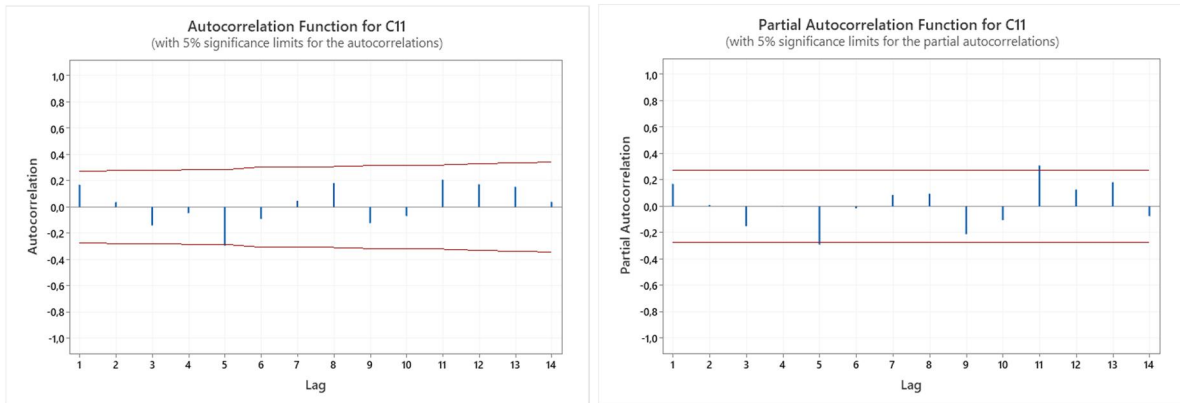 Autocorrelation Function for C11
(with 5% significance limits for the autocorrelations)
Autocorrelation
1,0
0,8
0,6
0,4
0,2
0,0
-0,2
-0,4
-0,6
-0,8
-1,0
1 2 3 4 5 6 7 8 9 10 11 12 13 14
Lag
Partial Autocorrelation Function for C11
(with 5% significance limits for the partial autocorrelations)
Partial Autocorrelation
1,0
0,8
0,6
0,4
0,2
0,0
-0,2
-0,4
-0,6
-0,8
-1,0
1 2 3 4 5 6 7 8 9 10 11 12 13 14
Lag